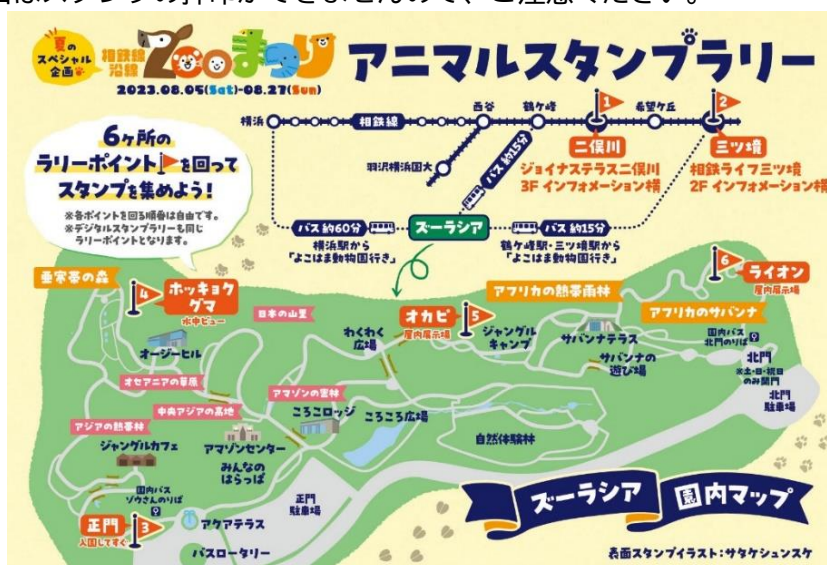 はスタンプの押印ができませんので、ご注意ください。
夏の
スペシャル
企画
相鉄線
沿線
Zooまつり
2023.08.05(Sat)-08.27(Sun)
アニマルスタンプラリー
6ヶ所の
ラリーポイントを回って
スタンプを集めよう!
※各ポイントを回る順番は自由です。
※デジタルスタンプラリーも同じ
ラリーポイントとなります。
横浜
相鉄線
西谷
鶴ケ峰
1
希望ケ丘
2
羽沢横浜国大
バス 約15分
二俣川
ジョイナステラス二俣川
3F インフォメーション横
三ツ境
相鉄ライフ三ツ境
2F インフォメーション横
バス 約60分
ズーラシア
バス 約15分
横浜駅から
「よこはま動物園行き」
鶴ケ峰駅・三ツ境駅から
「よこはま動物園行き」
亜寒帯の森
4
ホッキョク
グマ
水中ビュー
日本の山里
わくわく
広場
オカピ
屋内展示場
5
アフリカの熱帯雨林
ジャングル
キャンプ
サバンナテラス
サバンナの
遊び場
6
ライオン
屋内展示場
アフリカのサバンナ
園内バス
北門のりば
北門
※土・日・祝日
のみ開門
北門
駐車場
オージーヒル
オセアニアの草原
中央アジアの高地
アマゾンの密林
アジアの熱帯林
ジャングルカフェ
アマゾンセンター
みんなの
はらっぱ
ころこロッジ
ころころ広場
自然体験林
園内バス
ゾウさんのりば
正門
入園してすぐ
3
アクアテラス
バスロータリー
正門
駐車場
ズーラシア 園内マップ
表面スタンプイラスト:サタケシュンスケ